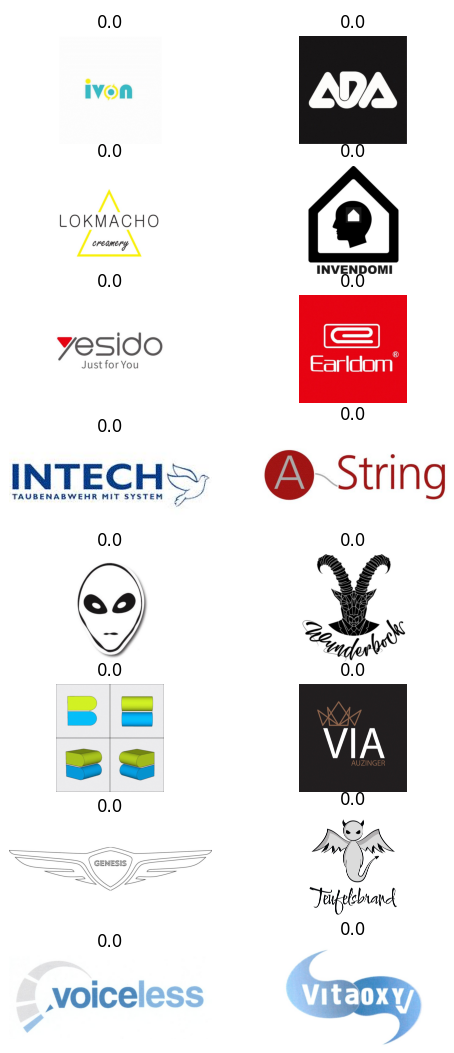 0.0 0.0
ivon ADA
0.0 0.0
LOKMACHO
creamery
INVENDOMI
0.0 0.0
yesido
Just for You
Earldom®
0.0 0.0
INTECH
TAUBENABWEHR MIT SYSTEM
A String
0.0 0.0
Wunderbocks
0.0 0.0
VIA
AUZINGER
0.0 0.0
GENESIS
Teufelsbrand
0.0 0.0
voiceless
Vitaoxy